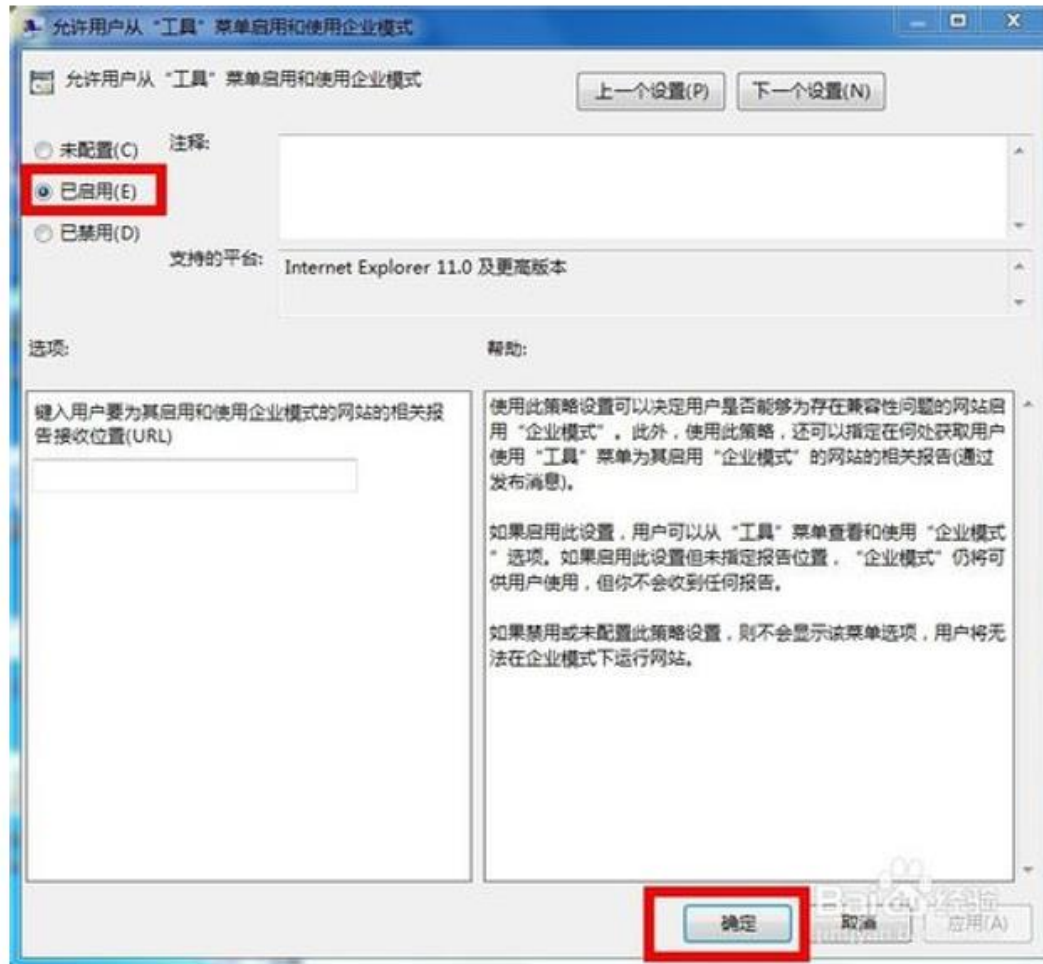 允许用户从“工具”菜单启用和使用企业模式
允许用户从“工具”菜单启用和使用企业模式
上一个设置(P)
下一个设置(N)
未配置(C)
注释:
已启用(E)
已禁用(D)
支持的平台:
Internet Explorer 11.0 及更高版本
选项:
帮助:
键入用户要为其启用和使用企业模式的网站的相关报
告接收位置(URL)
使用此策略设置可以决定用户是否能够为存在兼容性问题的网站启
用“企业模式”。此外，使用此策略，还可以指定在何处获取用户
使用“工具”菜单为其启用“企业模式”的网站的相关报告(通过
发布消息)。
如果启用此设置，用户可以从“工具”菜单查看和使用“企业模式
”选项。如果启用此设置但未指定报告位置，“企业模式”仍将可
供用户使用，但你不会收到任何报告。
如果禁用或未配置此策略设置，则不会显示该菜单选项，用户将无
法在企业模式下运行网站。
确定
取消
应用(A)
Baidu经验